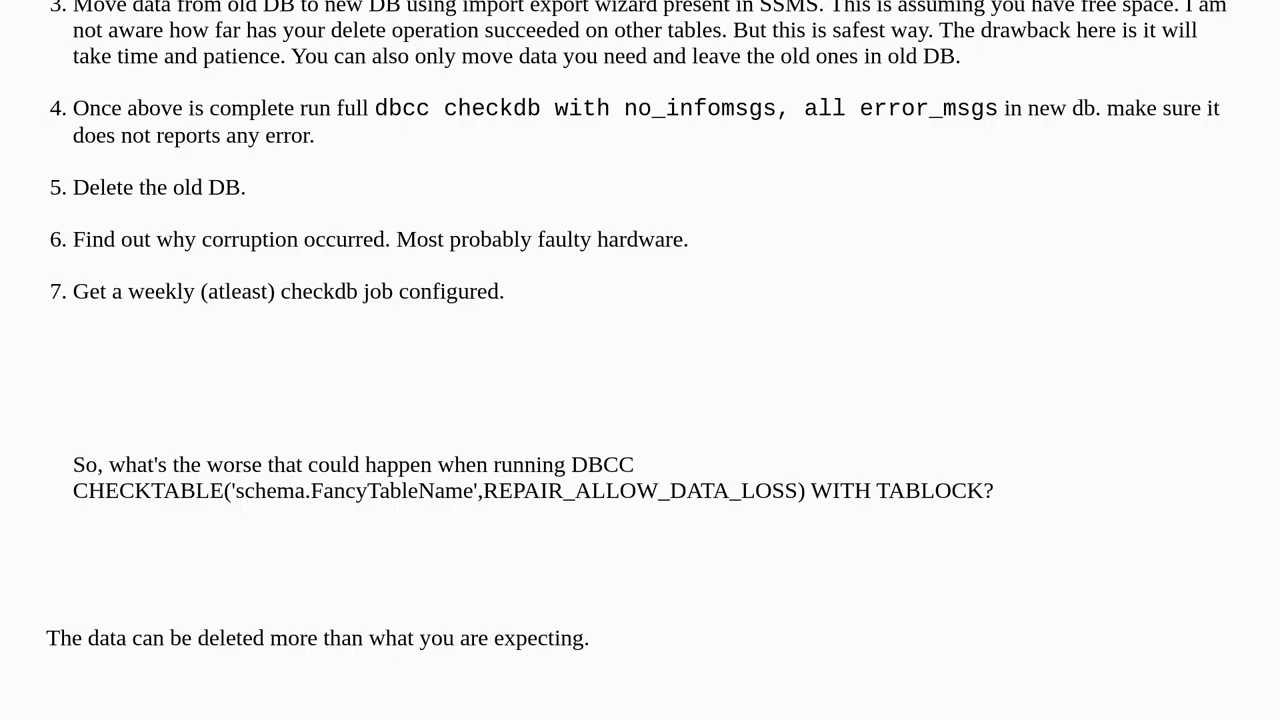 3. Move data from old DB to new DB using import export wizard present in SSMS. This is assuming you have free space. I am
not aware how far has your delete operation succeeded on other tables. But this is safest way. The drawback here is it will
take time and patience. You can also only move data you need and leave the old ones in old DB.
4. Once above is complete run full dbcc checkdb with no_infomsgs, all error_msgs in new db. make sure it
does not reports any error.
5. Delete the old DB.
6. Find out why corruption occurred. Most probably faulty hardware.
7. Get a weekly (atleast) checkdb job configured.
So, what's the worse that could happen when running DBCC
CHECKTABLE('schema.FancyTableName',REPAIR_ALLOW_DATA_LOSS) WITH TABLOCK?
The data can be deleted more than what you are expecting.